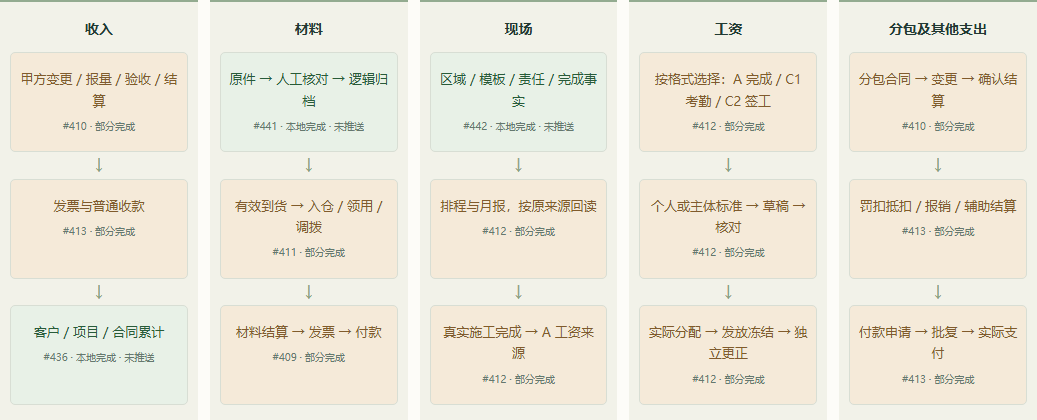 收入
甲方变更 / 报量 / 验收 / 结
算
#410 · 部分完成
↓
发票与普通收款
#413 · 部分完成
↓
客户 / 项目 / 合同累计
#436 · 本地完成 · 未推送
材料
原件 → 人工核对 → 逻辑归
档
#441 · 本地完成 · 未推送
↓
有效到货 → 入仓 / 领用 /
调拨
#411 · 部分完成
↓
材料结算 → 发票 → 付款
#409 · 部分完成
现场
区域 / 模板 / 责任 / 完成事
实
#442 · 本地完成 · 未推送
↓
排程与月报，按原来源回读
#412 · 部分完成
↓
真实施工完成 → A 工资来
源
#412 · 部分完成
工资
按格式选择：A 完成 / C1
考勤 / C2 签工
#412 · 部分完成
↓
个人或主体标准 → 草稿 →
核对
#412 · 部分完成
↓
实际分配 → 发放冻结 → 独
立更正
#412 · 部分完成
分包及其他支出
分包合同 → 变更 → 确认结
算
#410 · 部分完成
↓
罚扣抵扣 / 报销 / 辅助结算
#413 · 部分完成
↓
付款申请 → 批复 → 实际支
付
#413 · 部分完成